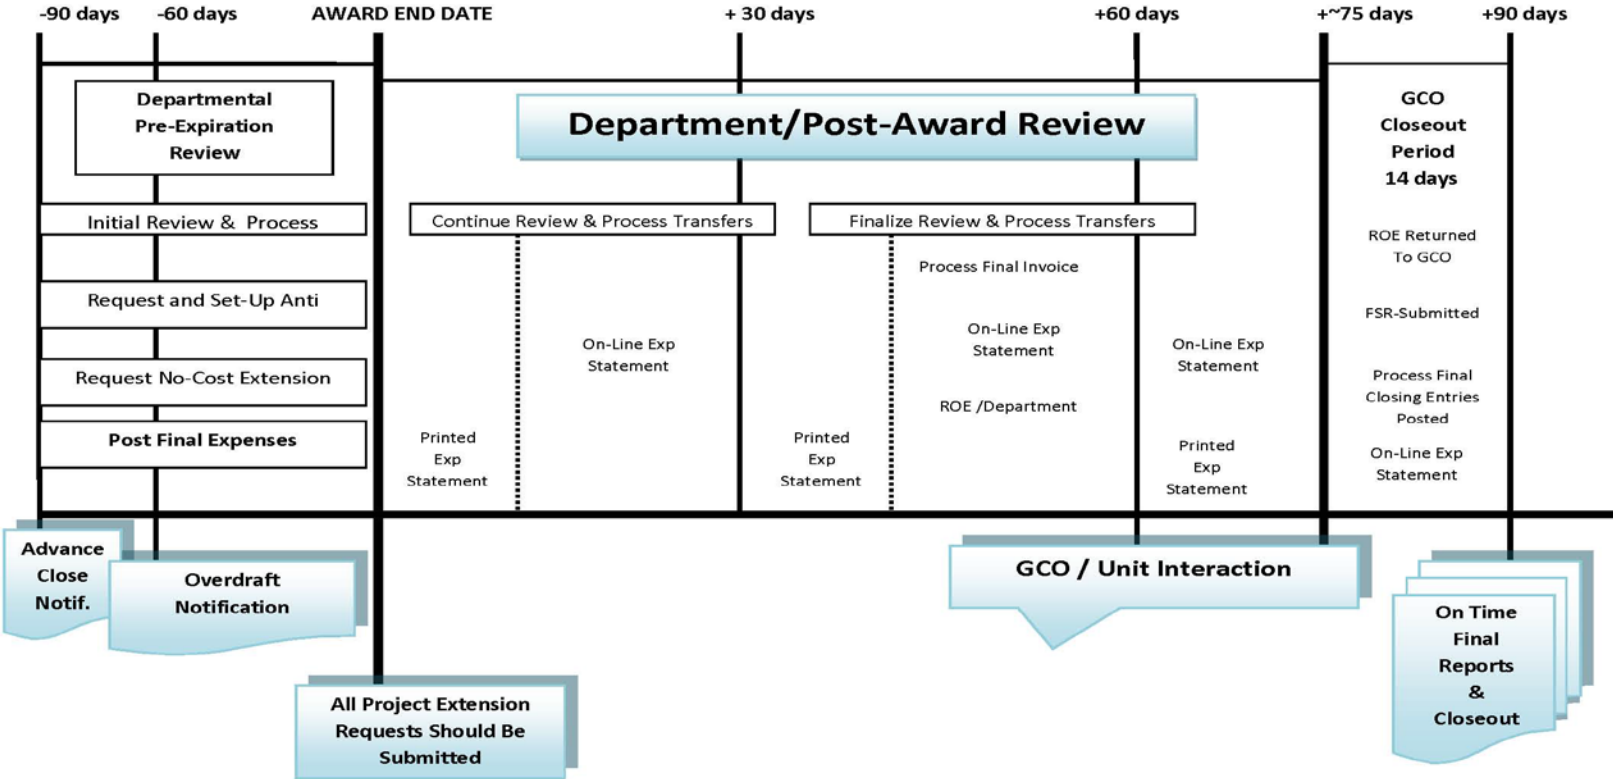 -90 days
-60 days
AWARD END DATE
+ 30 days
+60 days
+~75 days
+90 days
Departmental
Pre-Expiration
Review
Department/Post-Award Review
GCO
Closeout
Period
14 days
Initial Review & Process
Continue Review & Process Transfers
Finalize Review & Process Transfers
Request and Set-Up Anti
Request No-Cost Extension
Post Final Expenses
Printed
Exp
Statement
On-Line Exp
Statement
Printed
Exp
Statement
Process Final Invoice
On-Line Exp
Statement
ROE /Department
On-Line Exp
Statement
Printed
Exp
Statement
ROE Returned
To GCO
FSR-Submitted
Process Final
Closing Entries
Posted
On-Line Exp
Statement
Advance
Close
Notif.
Overdraft
Notification
All Project Extension
Requests Should Be
Submitted
GCO / Unit Interaction
On Time
Final
Reports
&
Closeout